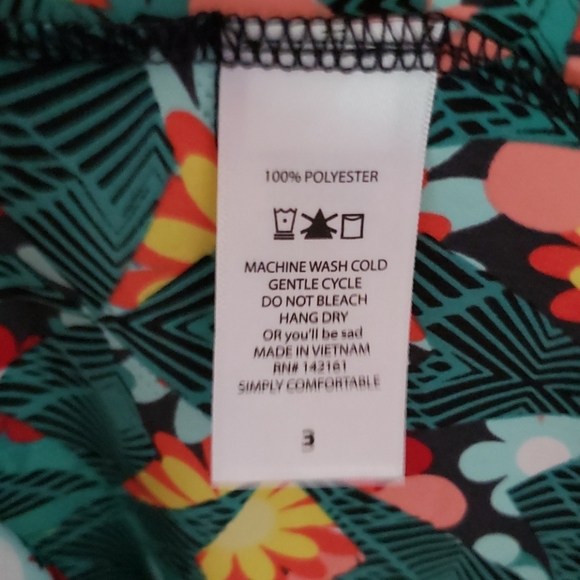 100% POLYESTER
MACHINE WASH COLD
GENTLE CYCLE
DO NOT BLEACH
HANG DRY
OR you'll be sad
MADE IN VIETNAM
RN# 143161
SIMPLY COMFORTABLE
3